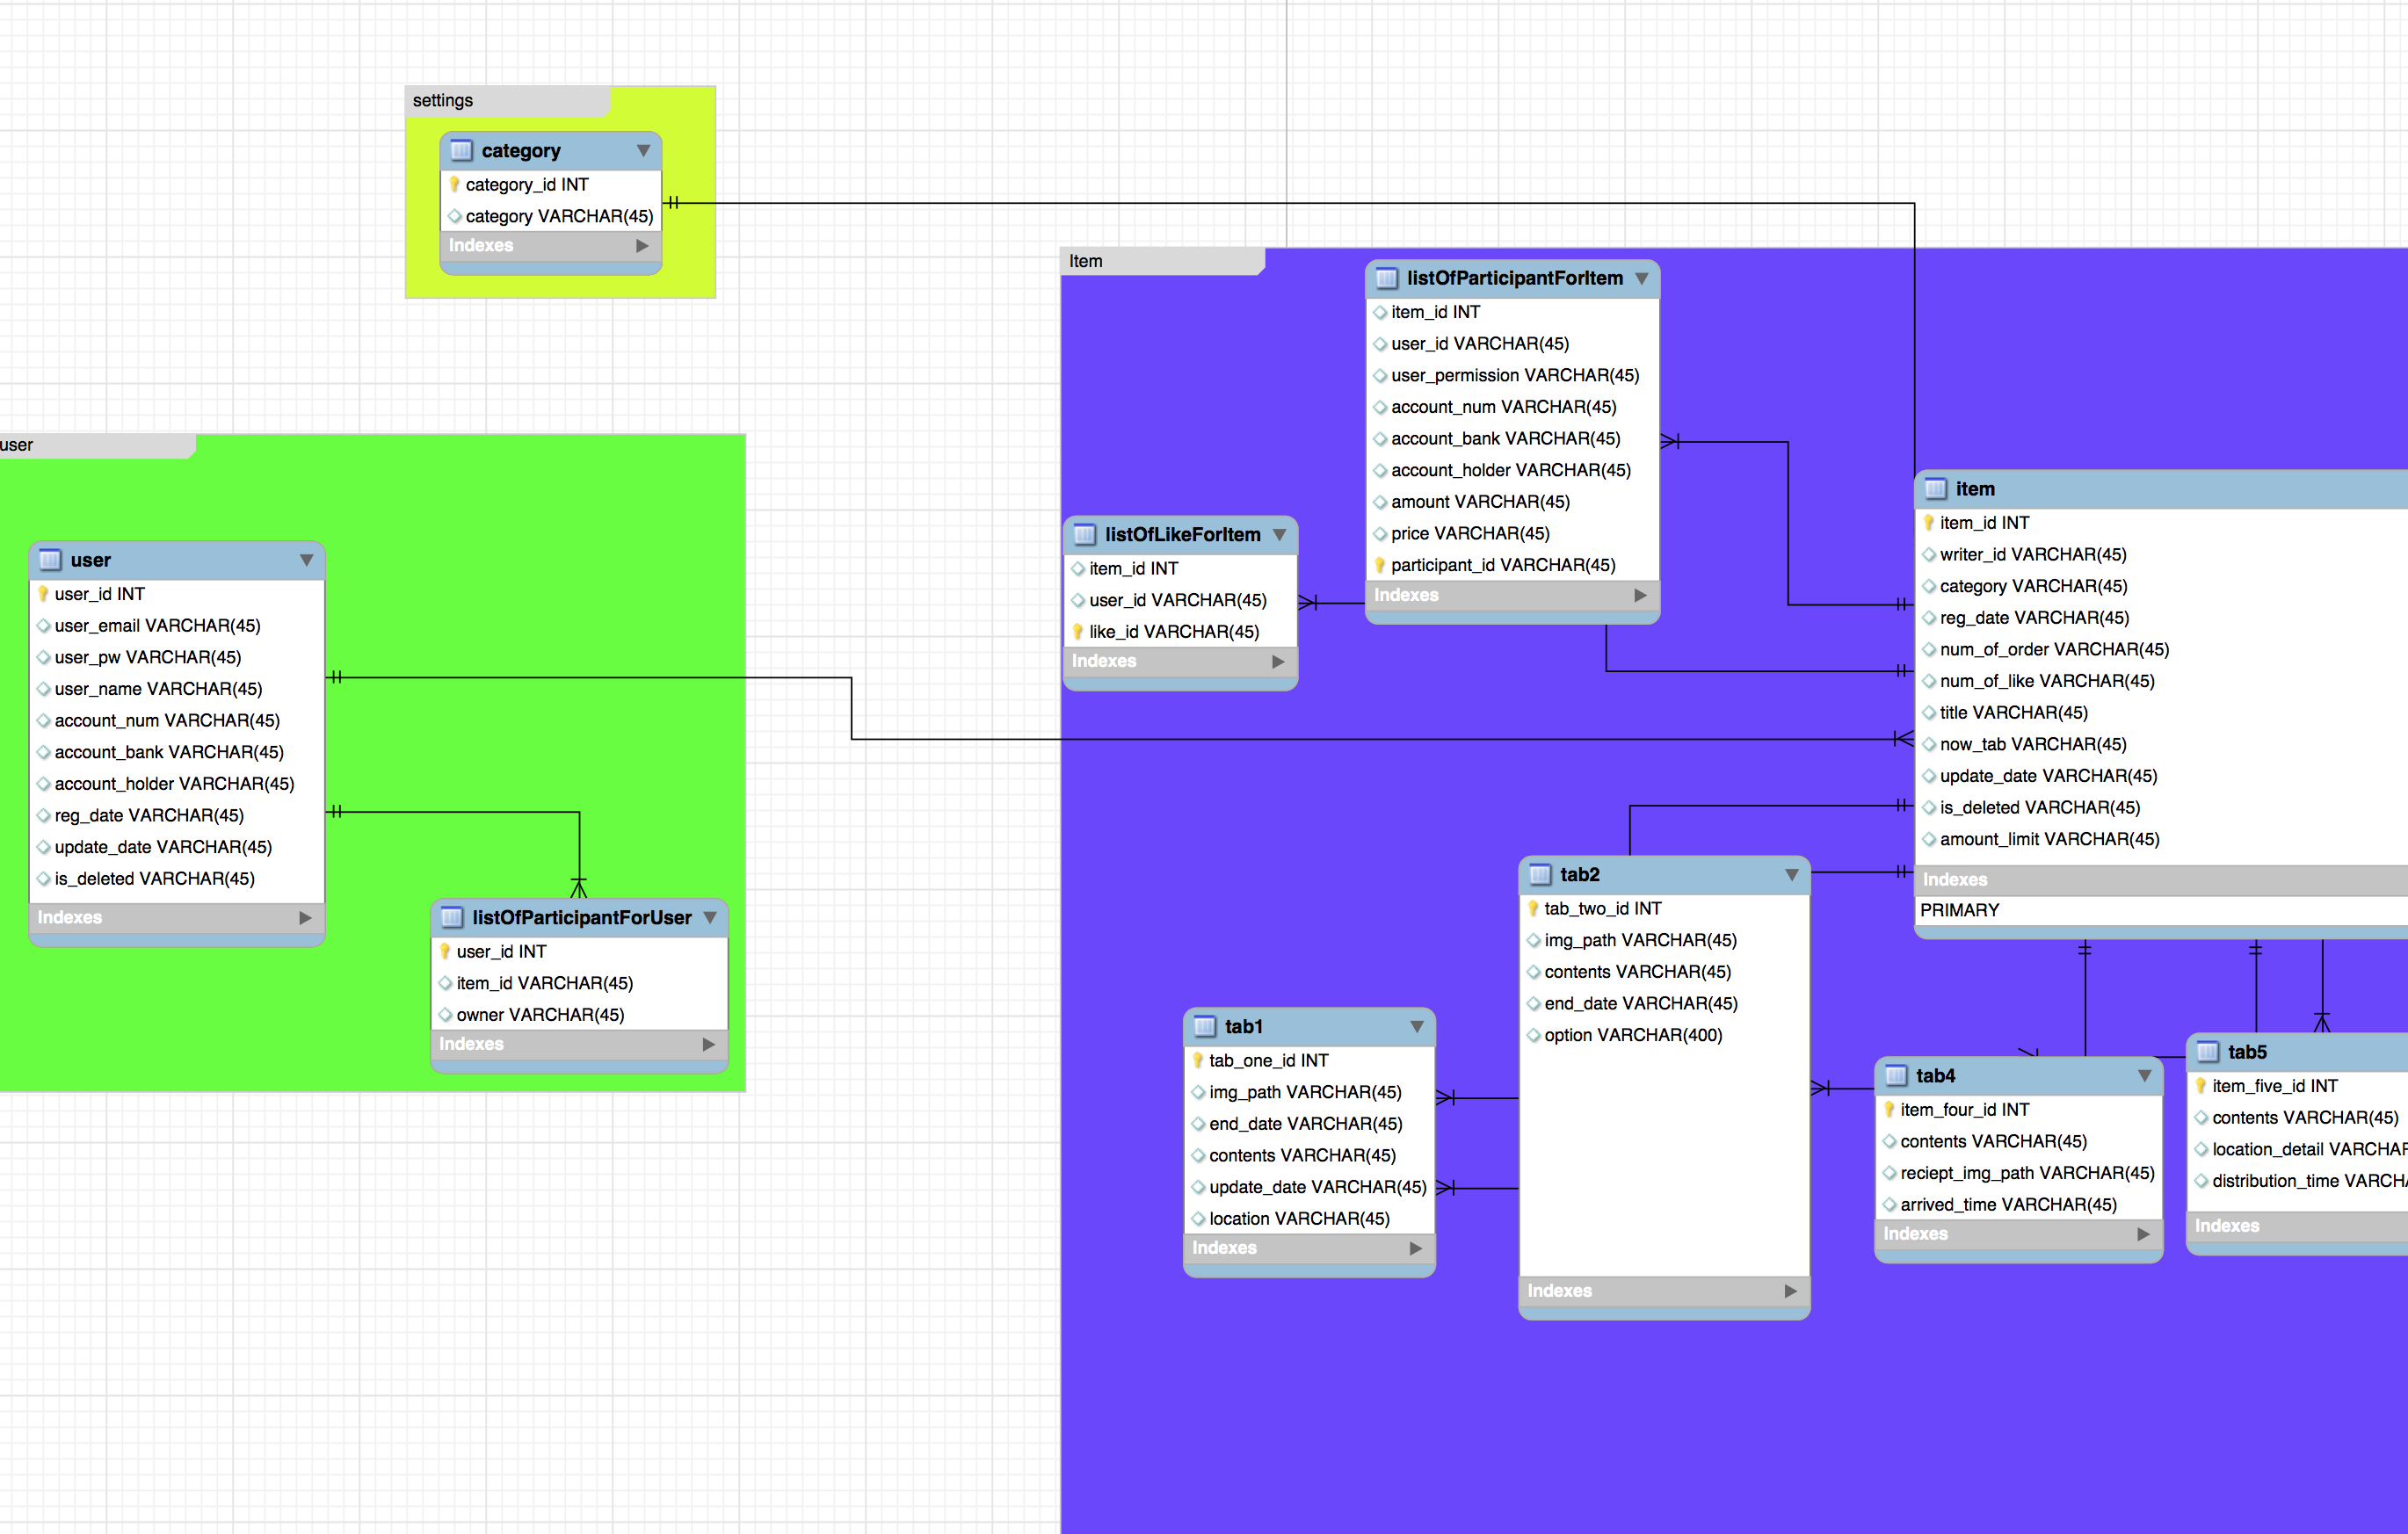 settings
category
category_id INT
category VARCHAR(45)
Indexes
Item
listOfParticipantForItem
item_id INT
user_id VARCHAR(45)
user_permission VARCHAR(45)
account_num VARCHAR(45)
account_bank VARCHAR(45)
account_holder VARCHAR(45)
amount VARCHAR(45)
price VARCHAR(45)
participant_id VARCHAR(45)
Indexes
listOfLikeForItem
item_id INT
user_id VARCHAR(45)
like_id VARCHAR(45)
Indexes
item
item_id INT
writer_id VARCHAR(45)
category VARCHAR(45)
reg_date VARCHAR(45)
num_of_order VARCHAR(45)
num_of_like VARCHAR(45)
title VARCHAR(45)
now_tab VARCHAR(45)
update_date VARCHAR(45)
is_deleted VARCHAR(45)
amount_limit VARCHAR(45)
Indexes
PRIMARY
user
user
user_id INT
user_email VARCHAR(45)
user_pw VARCHAR(45)
user_name VARCHAR(45)
account_num VARCHAR(45)
account_bank VARCHAR(45)
account_holder VARCHAR(45)
reg_date VARCHAR(45)
update_date VARCHAR(45)
is_deleted VARCHAR(45)
Indexes
listOfParticipantForUser
user_id INT
item_id VARCHAR(45)
owner VARCHAR(45)
Indexes
tab1
tab_one_id INT
img_path VARCHAR(45)
end_date VARCHAR(45)
contents VARCHAR(45)
update_date VARCHAR(45)
location VARCHAR(45)
Indexes
tab2
tab_two_id INT
img_path VARCHAR(45)
contents VARCHAR(45)
end_date VARCHAR(45)
option VARCHAR(400)
Indexes
tab4
item_four_id INT
contents VARCHAR(45)
reciept_img_path VARCHAR(45)
arrived_time VARCHAR(45)
Indexes
tab5
item_five_id INT
contents VARCHAR(45)
location_detail
distribution_time
Indexes